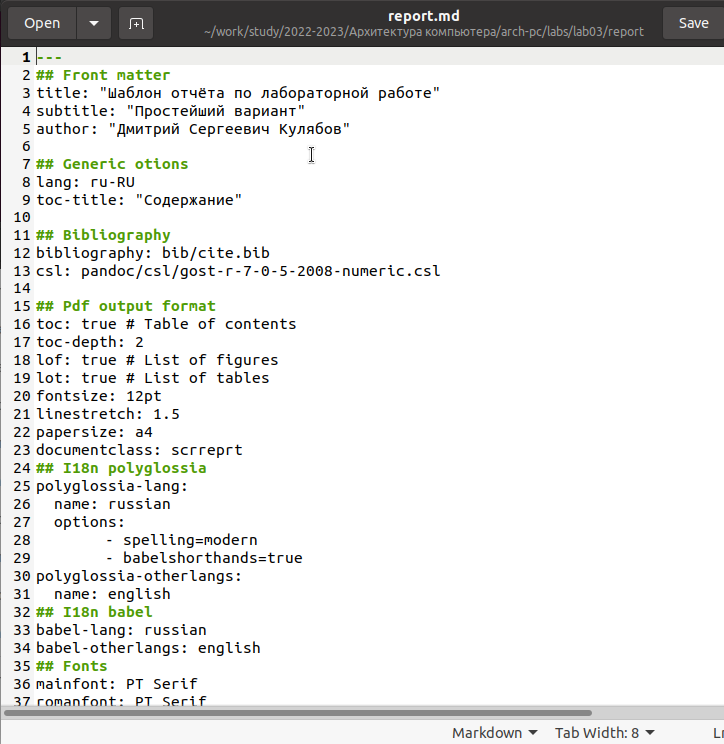 Open
report.md
~/work/study/2022-2023/Архитектура компьютера/arch-pc/labs/lab03/report
Save
1 ---
2 ## Front matter
3 title: "Шаблон отчёта по лабораторной работе"
4 subtitle: "Простейший вариант"
5 author: "Дмитрий Сергеевич Кулябов"
6
7 ## Generic otions
8 lang: ru-RU
9 toc-title: "Содержание"
10
11 ## Bibliography
12 bibliography: bib/cite.bib
13 csl: pandoc/csl/gost-r-7-0-5-2008-numeric.csl
14
15 ## Pdf output format
16 toc: true # Table of contents
17 toc-depth: 2
18 lof: true # List of figures
19 lot: true # List of tables
20 fontsize: 12pt
21 linestretch: 1.5
22 papersize: a4
23 documentclass: scrreprt
24 ## I18n polyglossia
25 polyglossia-lang:
26   name: russian
27   options:
28         - spelling=modern
29         - babelshorthands=true
30 polyglossia-otherlangs:
31   name: english
32 ## I18n babel
33 babel-lang: russian
34 babel-otherlangs: english
35 ## Fonts
36 mainfont: PT Serif
37 romanfont: PT Serif
Markdown Tab Width: 8 L